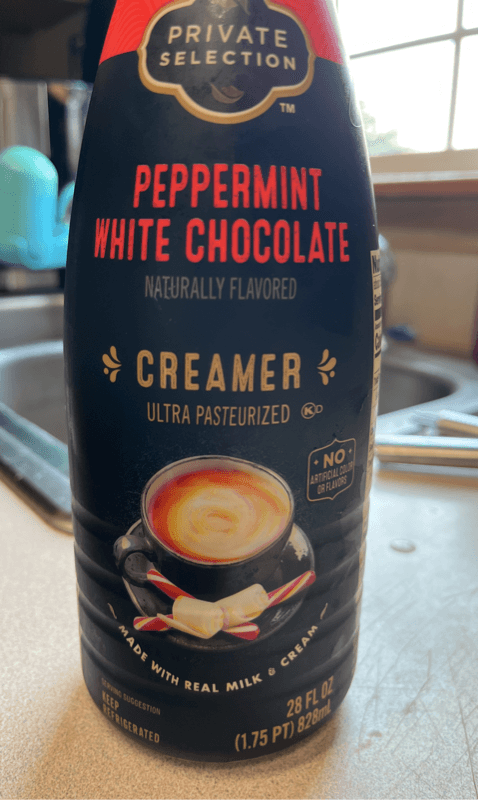 PRIVATE
SELECTION
™
PEPPERMINT
WHITE CHOCOLATE
NATURALLY FLAVORED
CREAMER
ULTRA PASTEURIZED K D
NO
ARTIFICIAL COLOR
OR FLAVORS
MADE WITH REAL MILK & CREAM
SERVING SUGGESTION
KEEP
REFRIGERATED
28 FL OZ
(1.75 PT) 828mL